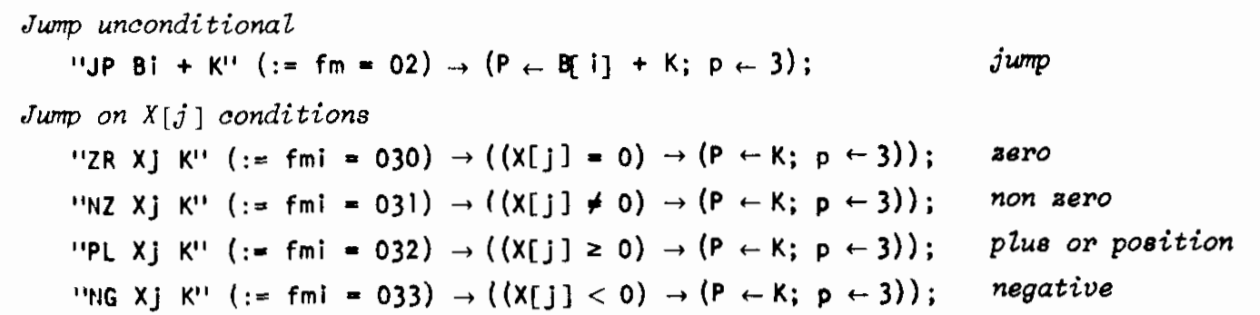 Jump unconditional
"JP Bi + K" (:= fm = 02) → (P ← B[ i] + K; p ← 3); jump
Jump on X[j] conditions
"ZR Xj K" (:= fmi = 030) → ((X[j] = 0) → (P ← K; p ← 3)); zero
"NZ Xj K" (:= fmi = 031) → ((X[j] ≠ 0) → (P ← K; p ← 3)); non zero
"PL Xj K" (:= fmi = 032) → ((X[j] ≥ 0) → (P ← K; p ← 3)); plus or position
"NG Xj K" (:= fmi = 033) → ((X[j] < 0) → (P ← K; p ← 3)); negative